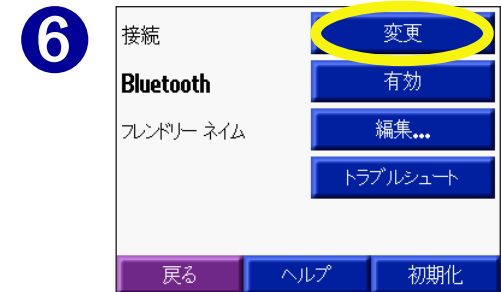 6
接続 変更
Bluetooth 有効
フレンドリー ネイム 編集...
トラブルシュート
戻る ヘルプ 初期化